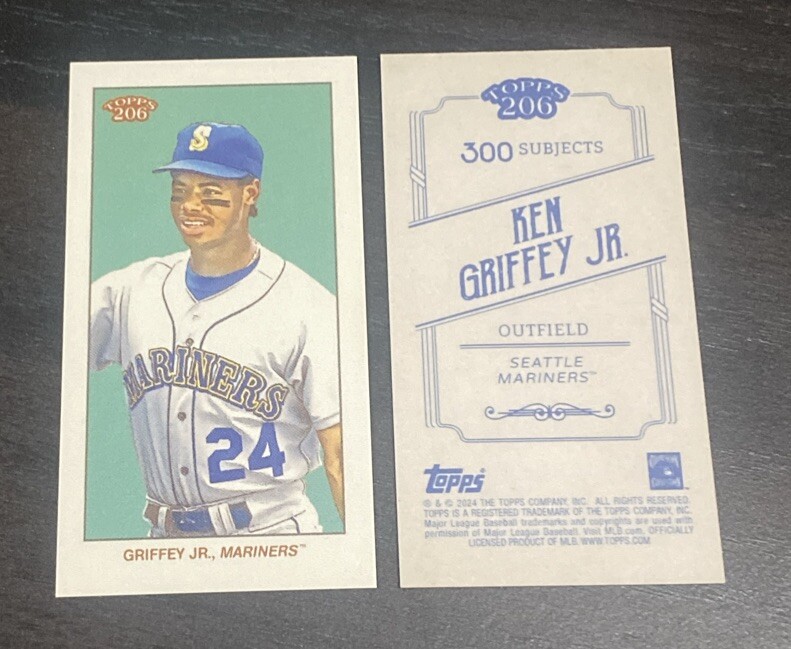 TOPPS
206
S
MARINERS
24
GRIFFEY JR., MARINERS™
TOPPS
206
300 SUBJECTS
KEN
GRIFFEY JR.
OUTFIELD
SEATTLE
MARINERS™
topps
® & © 2024 THE TOPPS COMPANY, INC. ALL RIGHTS RESERVED.
TOPPS IS A REGISTERED TRADEMARK OF THE TOPPS COMPANY, INC.
Major League Baseball trademarks and copyrights are used with
permission of Major League Baseball. Visit MLB.com. OFFICIALLY
LICENSED PRODUCT OF MLB. WWW.TOPPS.COM